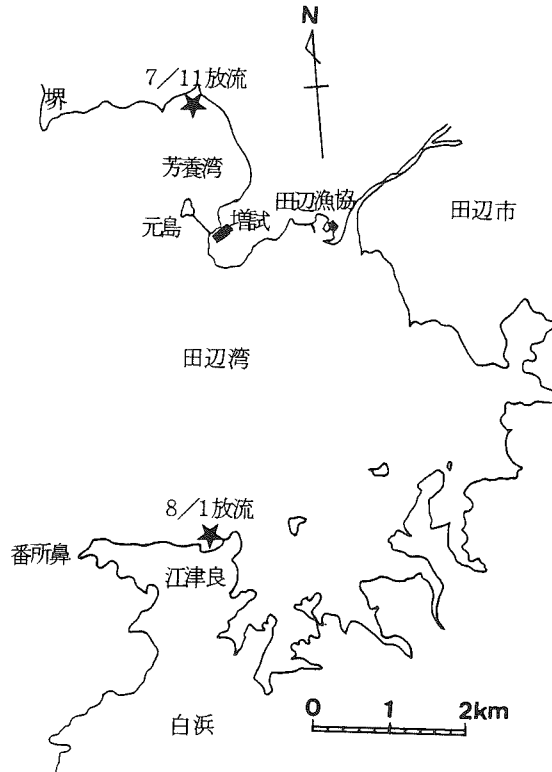 N
7/11放流
堺
芳養湾
田辺漁協
田辺市
元島
増試
田辺湾
8/1放流
番所鼻
江津良
白浜
0 1 2km